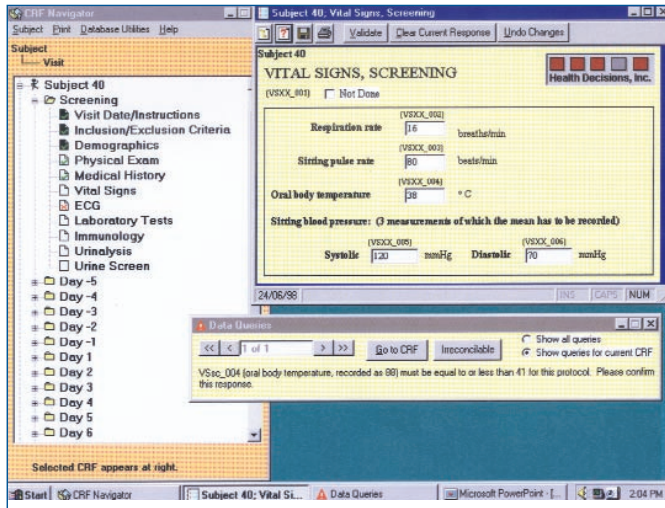 CRF Navigator
Subject Print Database Utilities Help
Subject
Visit
Subject 40
Screening
Visit Date/Instructions
Inclusion/Exclusion Criteria
Demographics
Physical Exam
Medical History
Vital Signs
ECG
Laboratory Tests
Immunology
Urinalysis
Urine Screen
Day -5
Day -4
Day -3
Day -2
Day -1
Day 1
Day 2
Day 3
Day 4
Day 5
Day 6
Selected CRF appears at right.
Subject 40, Vital Signs, Screening
Validate Clear Current Response Undo Changes
Subject 40
VITAL SIGNS, SCREENING
Health Decisions, Inc.
(VSXX_001) Not Done
(VSXX_002)
Respiration rate 16 breaths/min
(VSXX_003)
Sitting pulse rate 80 beats/min
(VSXX_004)
Oral body temperature 38 ° C
Sitting blood pressure: (3 measurements of which the mean has to be recorded)
(VSXX_005) (VSXX_006)
Systolic 120 mmHg Diastolic 70 mmHg
24/06/98 INS CAPS NUM
Data Queries
<< < 1 of 1 > >> Go to CRF Irreconcilable
Show all queries
Show queries for current CRF
VSsc_004 (oral body temperature, recorded as 98) must be equal to or less than 41 for this protocol. Please confirm
this response.
Start CRF Navigator Subject 40; Vital Si... Data Queries Microsoft PowerPoint - [... 2:04 PM